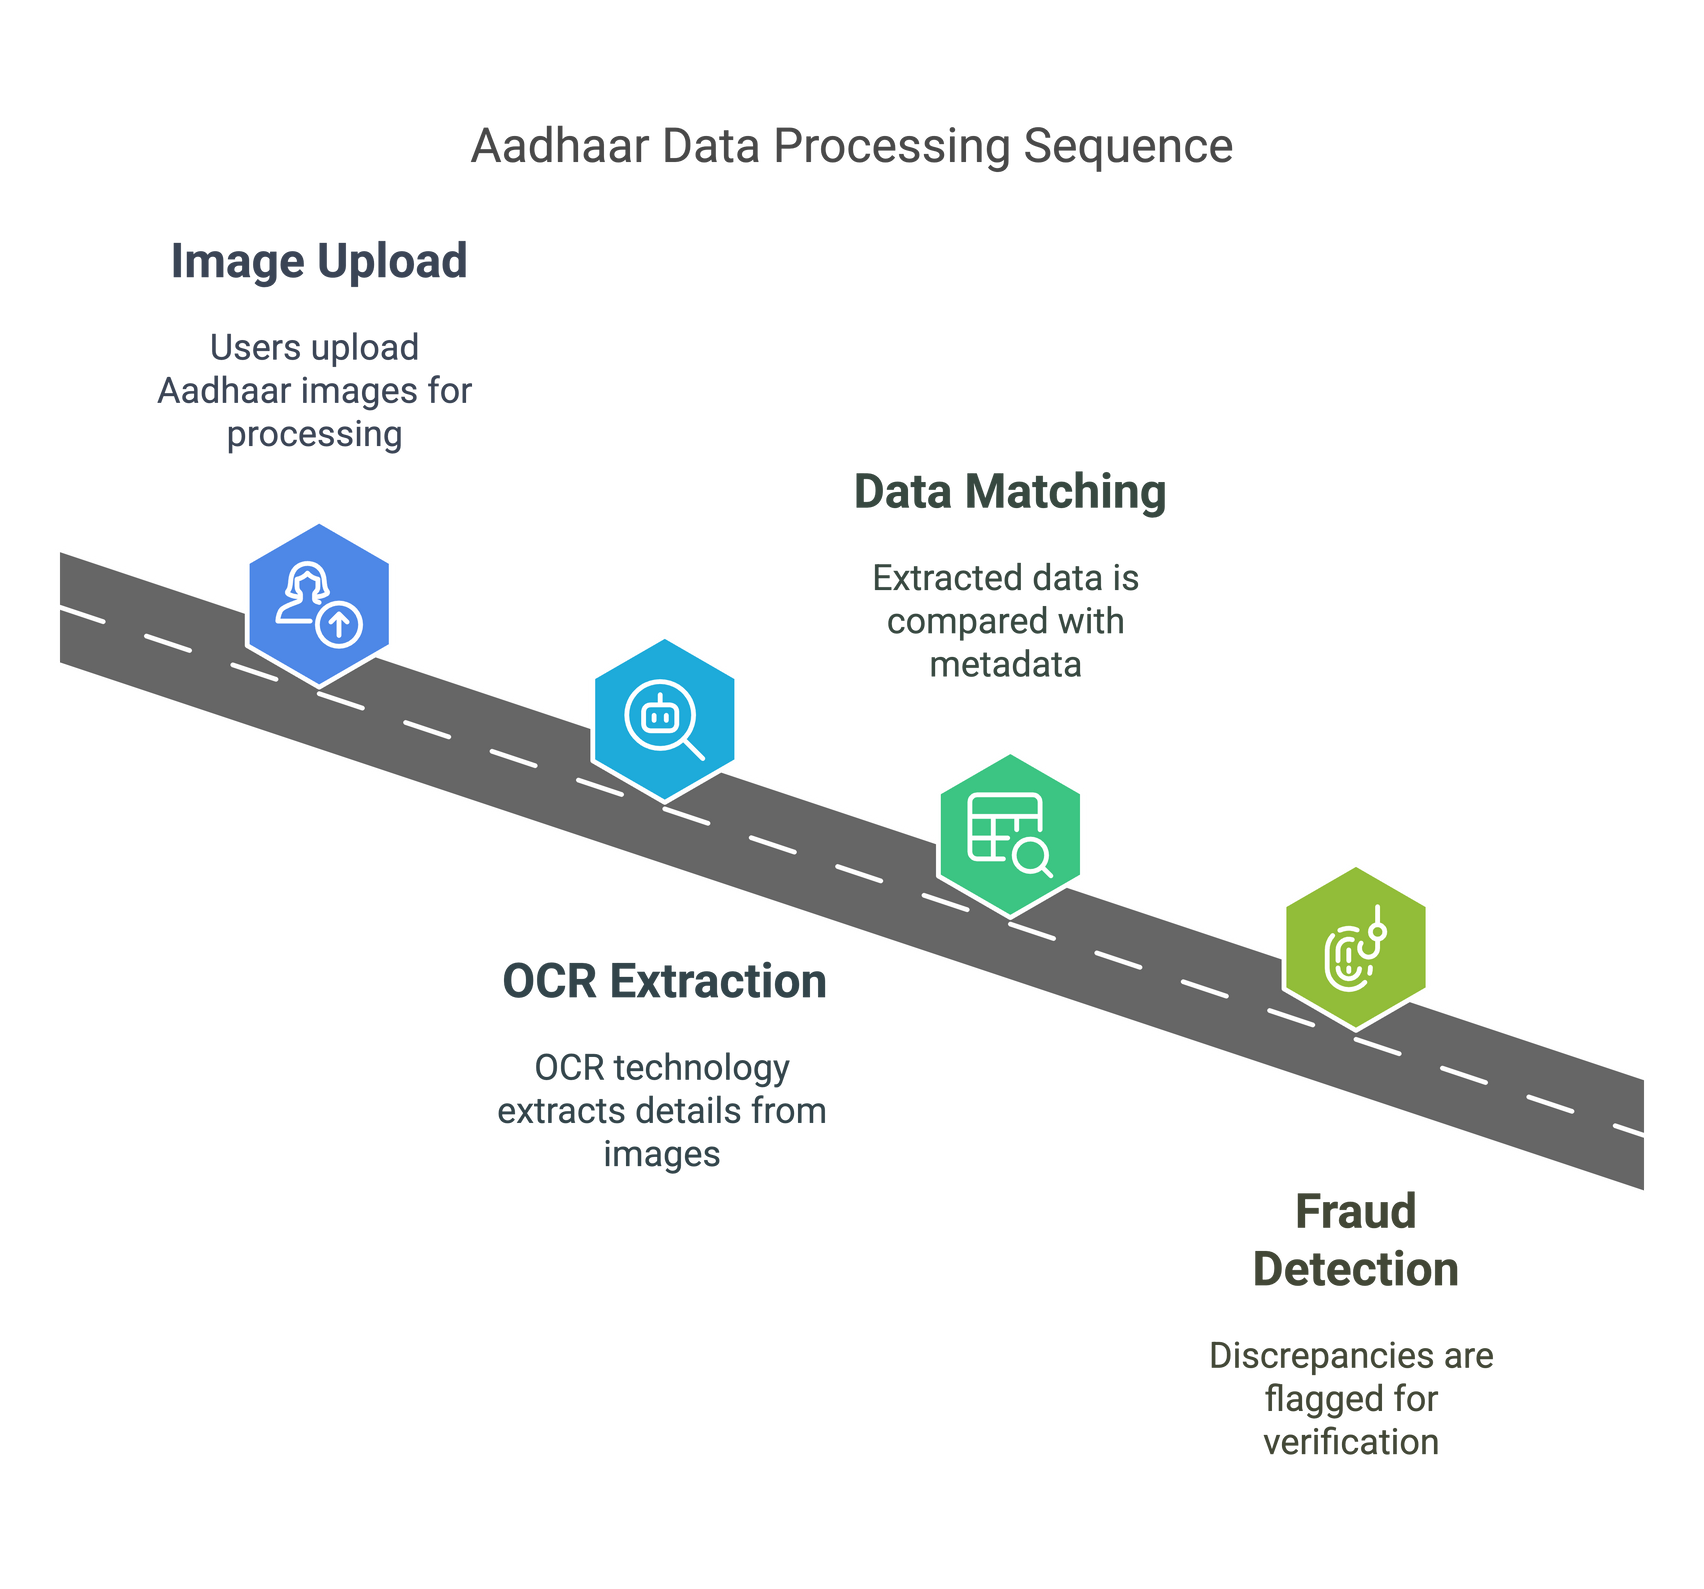 Aadhaar Data Processing Sequence
Image Upload
Users upload
Aadhaar images for
processing
Data Matching
Extracted data is
compared with
metadata
OCR Extraction
OCR technology
extracts details from
images
Fraud
Detection
Discrepancies are
flagged for
verification